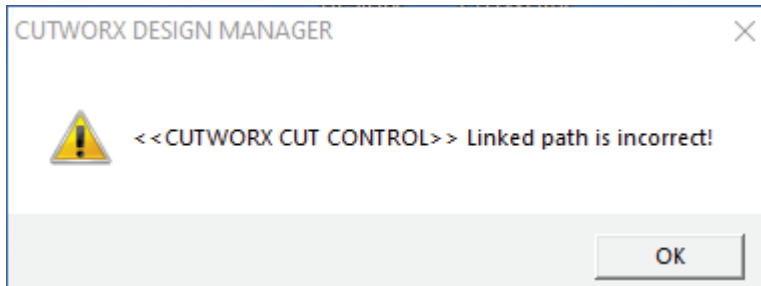 CUTWORX DESIGN MANAGER
<<CUTWORX CUT CONTROL>> Linked path is incorrect!
OK